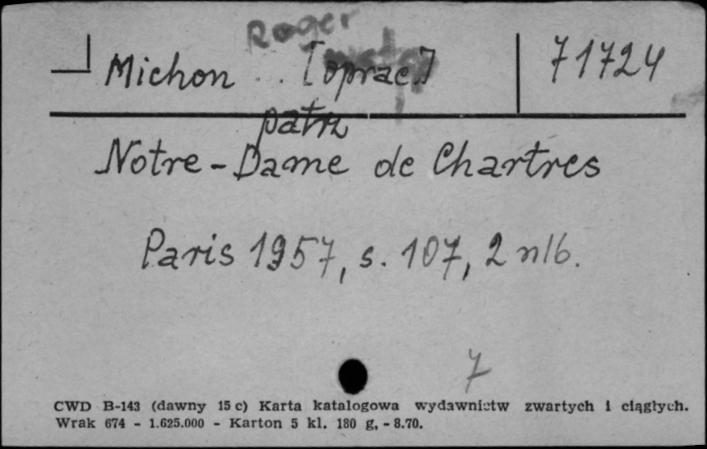 Roger
Michon .. [oprac.] 71724
patrz
Notre-Dame de Chartres
Paris 1957, s. 107, 2 nlb.
7
CWD B-143 (dawny 15 c) Karta katalogowa wydawnictw zwartych i ciągłych.
Wrak 674 - 1.625.000 - Karton 5 kl. 180 g. - 8.70.